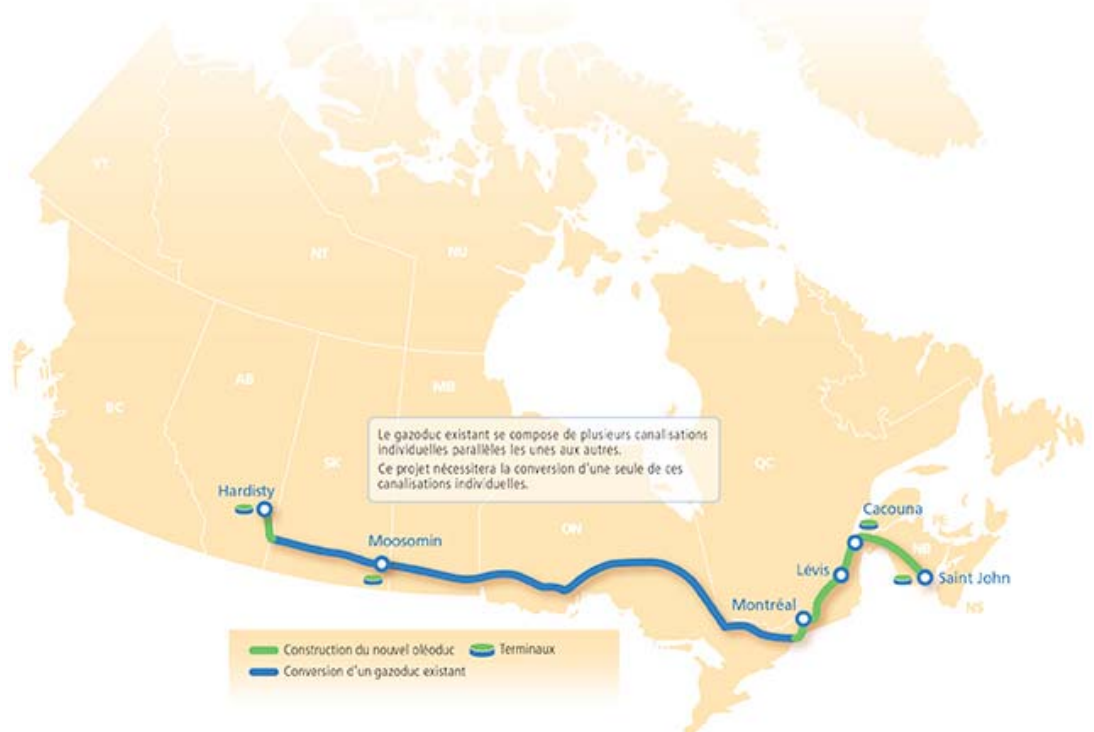 YT
NT
NU
BC
AB
SK
MB
Le gazoduc existant se compose de plusieurs canalisations
individuelles parallèles les unes aux autres.
Ce projet nécessitera la conversion d'une seule de ces
canalisations individuelles.
QC
Hardisty
Cacouna
ON
Moosomin
NB
Lévis
Saint John
Montréal
NS
Construction du nouvel oléoduc
Terminaux
Conversion d'un gazoduc existant